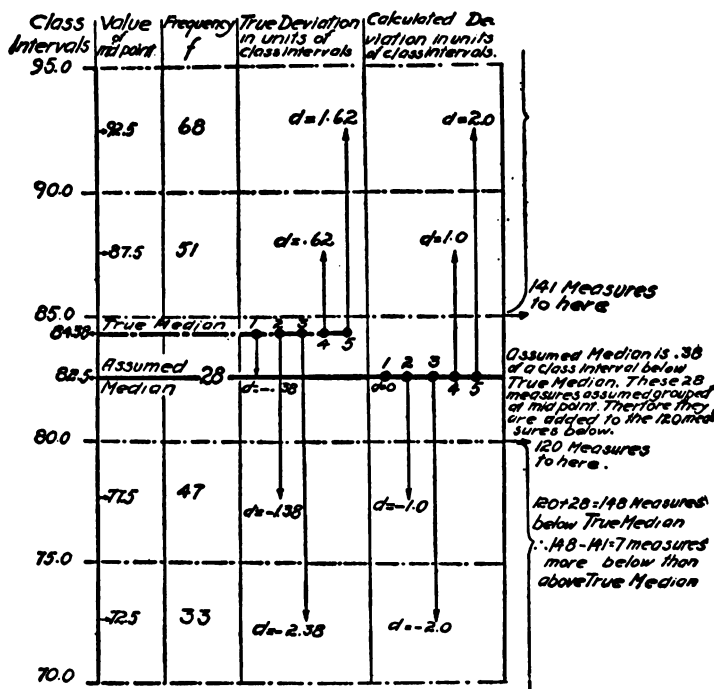 Class Intervals
Value of mid point
Frequency f
True Deviation in units of class intervals
Calculated Deviation in units of class intervals.
95.0
92.5 68 d=1.62 d=2.0
90.0
87.5 51 d=.62 d=1.0
141 Measures
to here
85.0
84.38 True Median 1 2 3 4 5
82.5 Assumed Median 28 d=-.38
1 2 3 4 5
d=0
Assumed Median is .38
of a class interval below
True Median. These 28
measures assumed grouped
at mid point. Therfore they
are added to the 120 mea
sures below.
80.0
120 Measures
to here.
77.5 47 d=-1.38 d=-1.0
120+28=148 Measures
below True Median
∴148-141=7 measures
more below than
above True Median
75.0
72.5 33 d=-2.38 d=-2.0
70.0